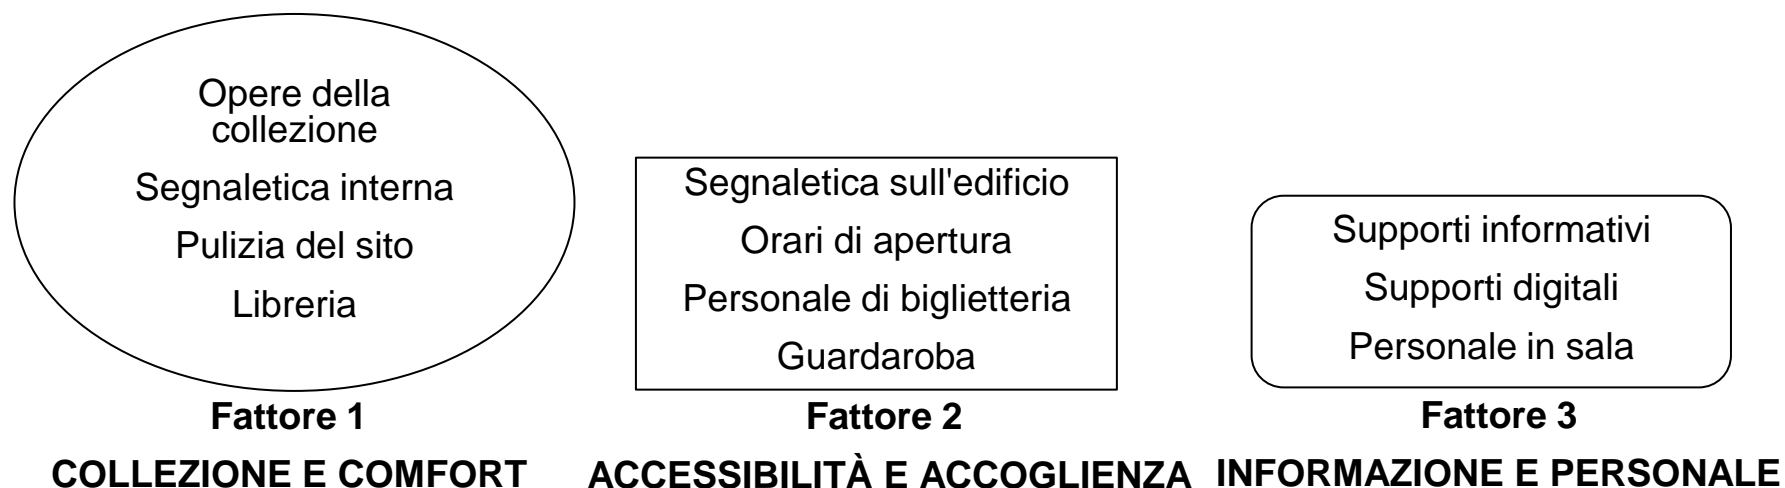 Opere della
collezione
Segnaletica interna
Pulizia del sito
Libreria
Fattore 1
COLLEZIONE E COMFORT
Segnaletica sull'edificio
Orari di apertura
Personale di biglietteria
Guardaroba
Fattore 2
ACCESSIBILITÀ E ACCOGLIENZA
Supporti informativi
Supporti digitali
Personale in sala
Fattore 3
INFORMAZIONE E PERSONALE